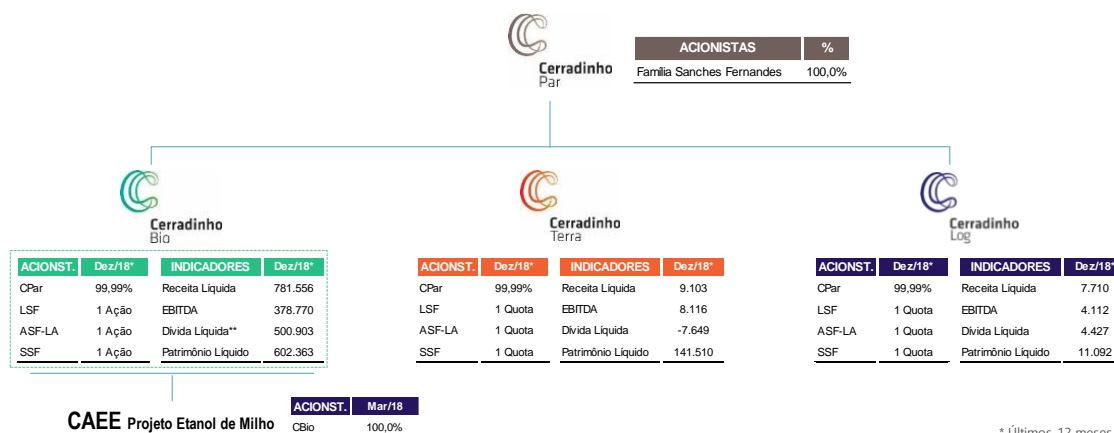 Cerradinho
Par
ACIONISTAS %
Família Sanches Fernandes 100,0%
Cerradinho
Bio
Cerradinho
Terra
Cerradinho
Log
ACIONST. Dez/18* INDICADORES Dez/18*
CPar 99,99% Receita Líquida 781.556
LSF 1 Ação EBITDA 378.770
ASF-LA 1 Ação Dívida Líquida** 500.903
SSF 1 Ação Patrimônio Líquido 602.363
ACIONST. Dez/18* INDICADORES Dez/18*
CPar 99,99% Receita Líquida 9.103
LSF 1 Quota EBITDA 8.116
ASF-LA 1 Quota Dívida Líquida -7.649
SSF 1 Quota Patrimônio Líquido 141.510
ACIONST. Dez/18* INDICADORES Dez/18*
CPar 99,99% Receita Líquida 7.710
LSF 1 Quota EBITDA 4.112
ASF-LA 1 Quota Dívida Líquida 4.427
SSF 1 Quota Patrimônio Líquido 11.092
CAEE Projeto Etanol de Milho
ACIONST. Mar/18
CBio 100,0%
* Últimos 12 meses